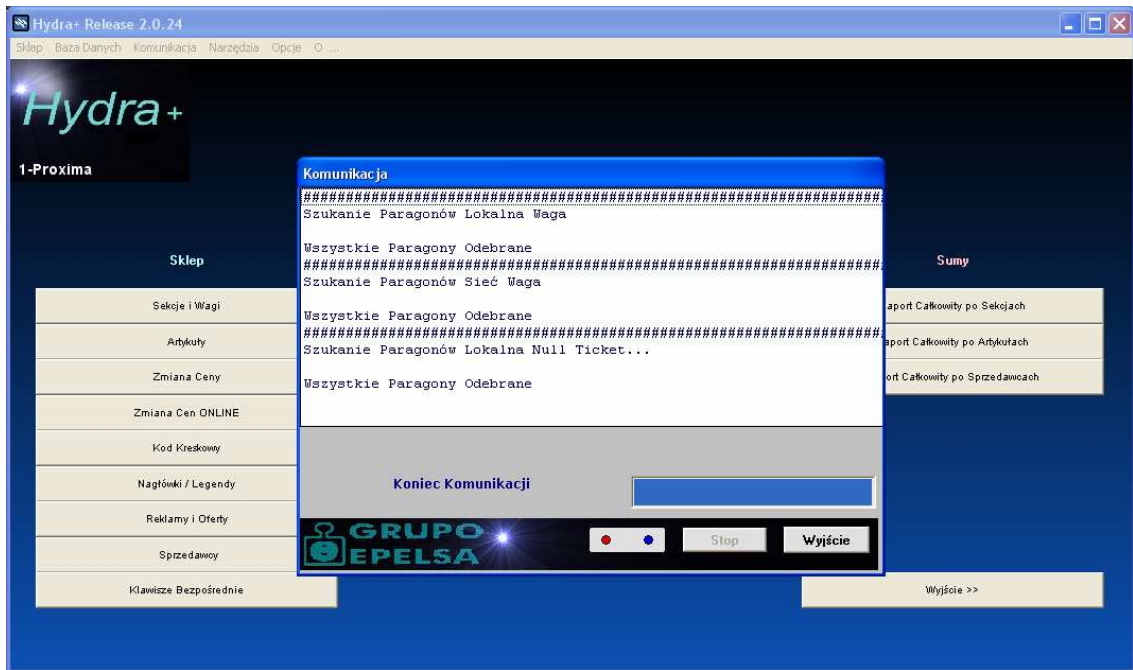 Hydra+ Release 2.0.24
Sklep Baza Danych Komunikacja Narzędzia Opcje O ....
Hydra+
1-Proxima
Komunikacja
######################################################################
Szukanie Paragonów Lokalna Waga
Wszystkie Paragony Odebrane
######################################################################
Szukanie Paragonów Sieć Waga
Wszystkie Paragony Odebrane
######################################################################
Szukanie Paragonów Lokalna Null Ticket...
Wszystkie Paragony Odebrane
Koniec Komunikacji
GRUPO
EPELSA
Stop
Wyjście
Sklep
Sekcje i Wagi
Artykuły
Zmiana Ceny
Zmiana Cen ONLINE
Kod Kreskowy
Nagłówki / Legendy
Reklamy i Oferty
Sprzedawcy
Klawisze Bezpośrednie
Sumy
aport Całkowity po Sekcjach
aport Całkowity po Artykułach
ort Całkowity po Sprzedawcach
Wyjście >>